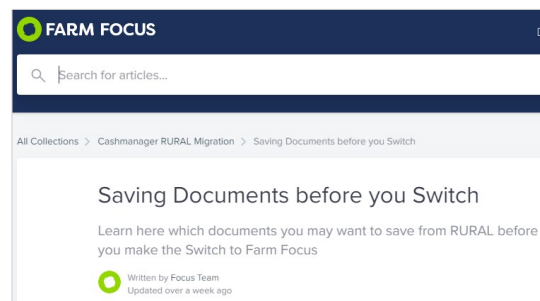 FARM FOCUS
Search for articles...
All Collections > Cashmanager RURAL Migration > Saving Documents before you Switch
Saving Documents before you Switch
Learn here which documents you may want to save from RURAL before
you make the Switch to Farm Focus
Written by Focus Team
Updated over a week ago